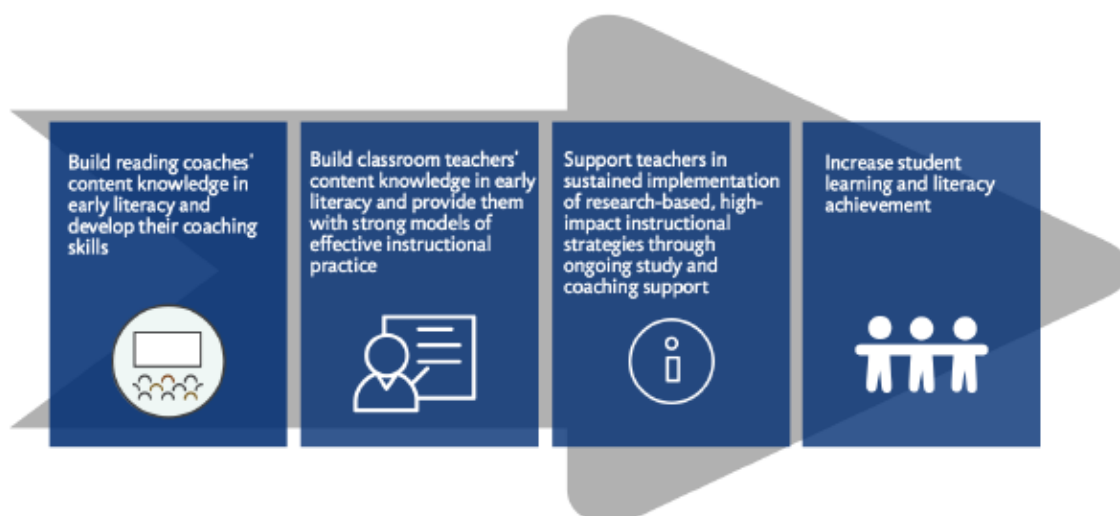 Build reading coaches'
content knowledge in
early literacy and
develop their coaching
skills
Build classroom teachers'
content knowledge in early
literacy and provide them
with strong models of
effective instructional
practice
Support teachers in
sustained implementation
of research-based, high-
impact instructional
strategies through
ongoing study and
coaching support
Increase student
learning and literacy
achievement